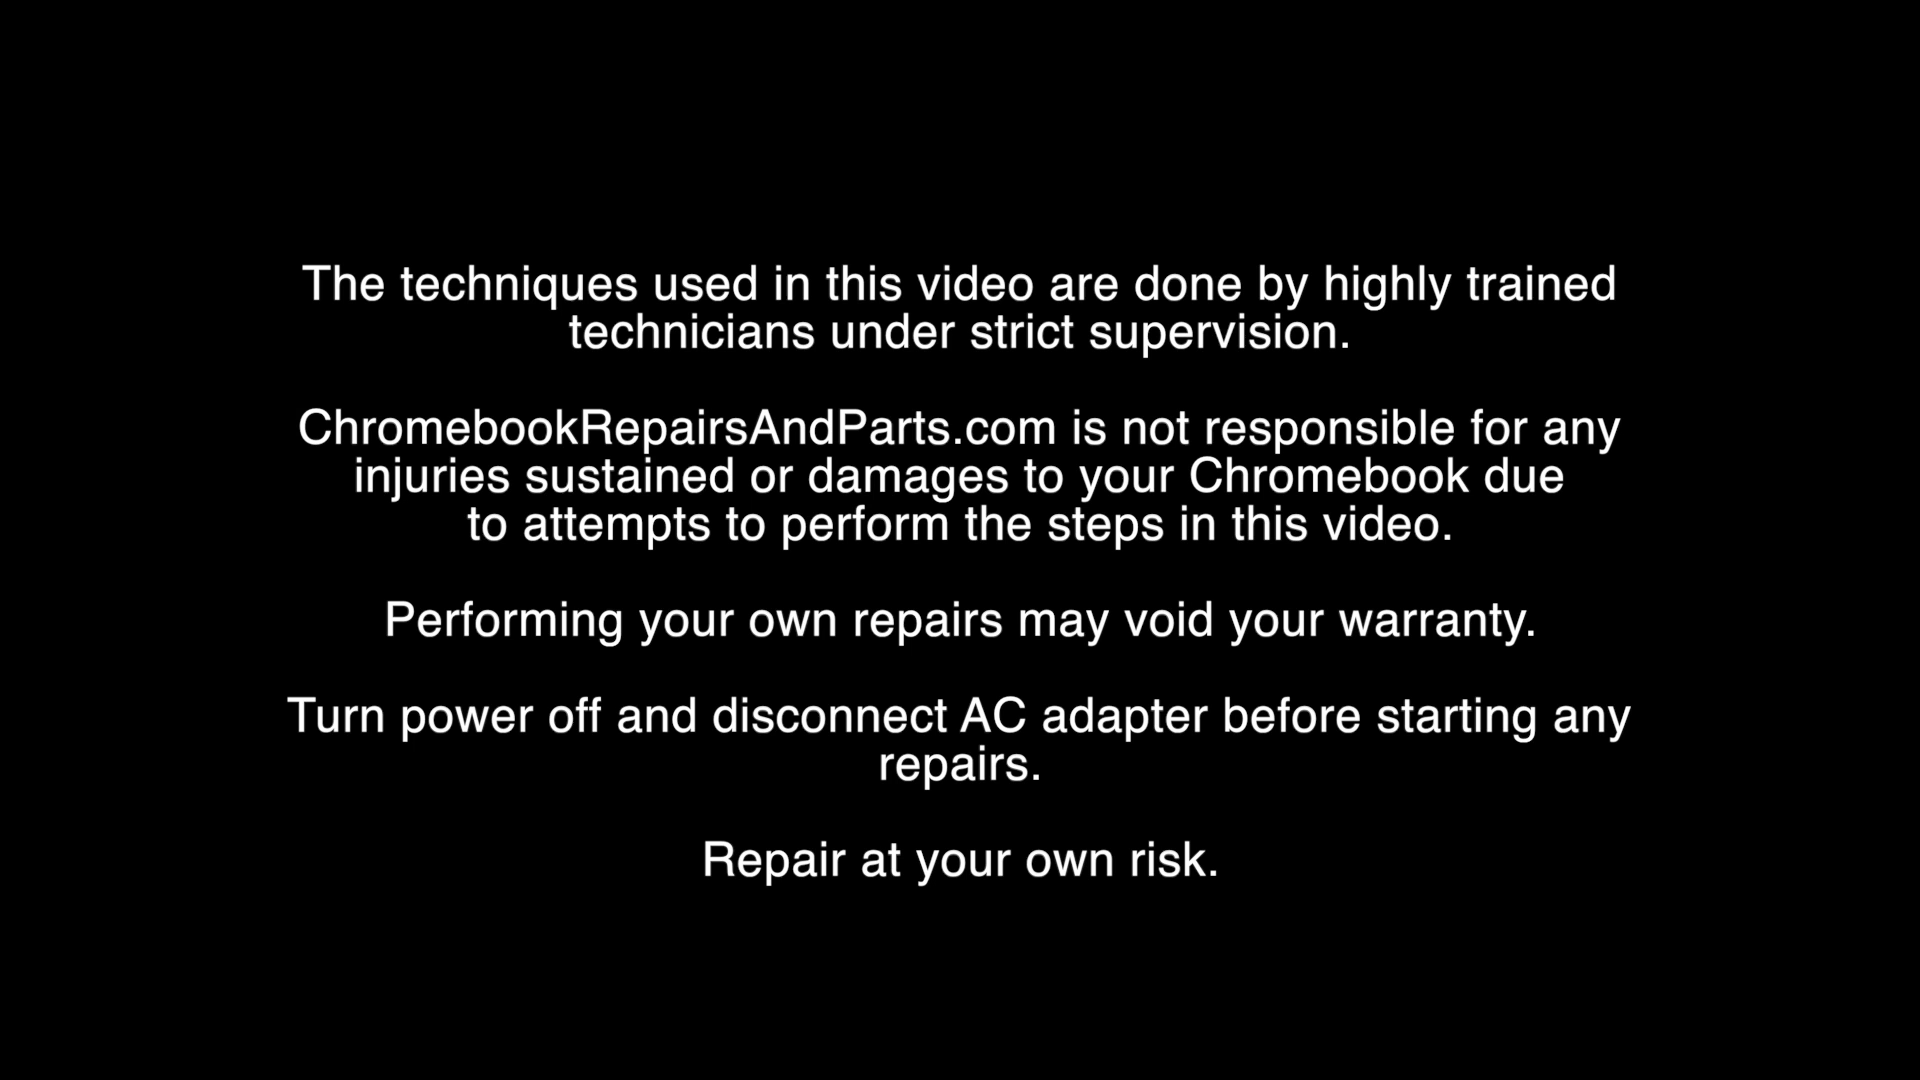 The techniques used in this video are done by highly trained
technicians under strict supervision.
ChromebookRepairsAndParts.com is not responsible for any
injuries sustained or damages to your Chromebook due
to attempts to perform the steps in this video.
Performing your own repairs may void your warranty.
Turn power off and disconnect AC adapter before starting any
repairs.
Repair at your own risk.